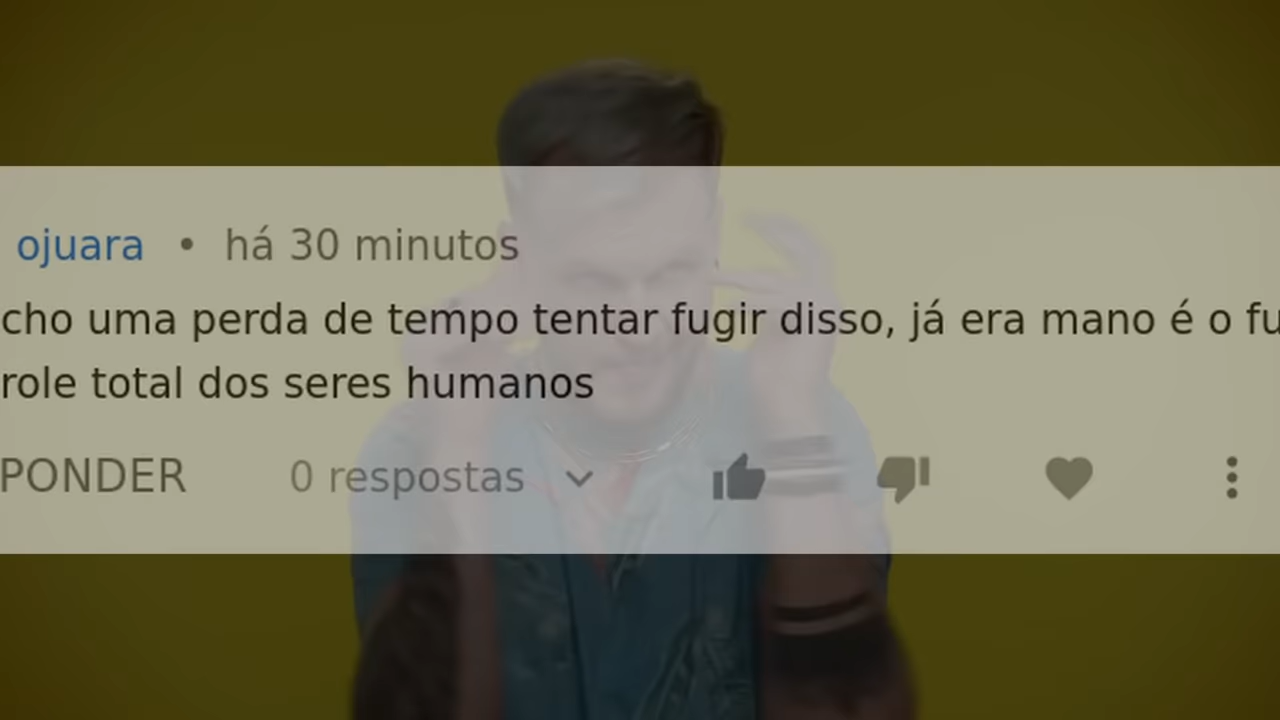 ojuara • há 30 minutos
cho uma perda de tempo tentar fugir disso, já era mano é o fu
role total dos seres humanos
PONDER 0 respostas